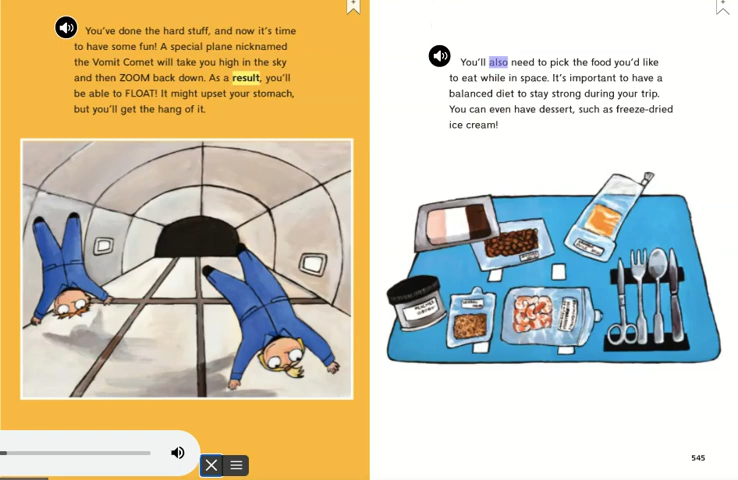 You've done the hard stuff, and now it's time
to have some fun! A special plane nicknamed
the Vomit Comet will take you high in the sky
and then ZOOM back down. As a result, you'll
be able to FLOAT! It might upset your stomach,
but you'll get the hang of it.
You'll also need to pick the food you'd like
to eat while in space. It's important to have a
balanced diet to stay strong during your trip.
You can even have dessert, such as freeze-dried
ice cream!
545